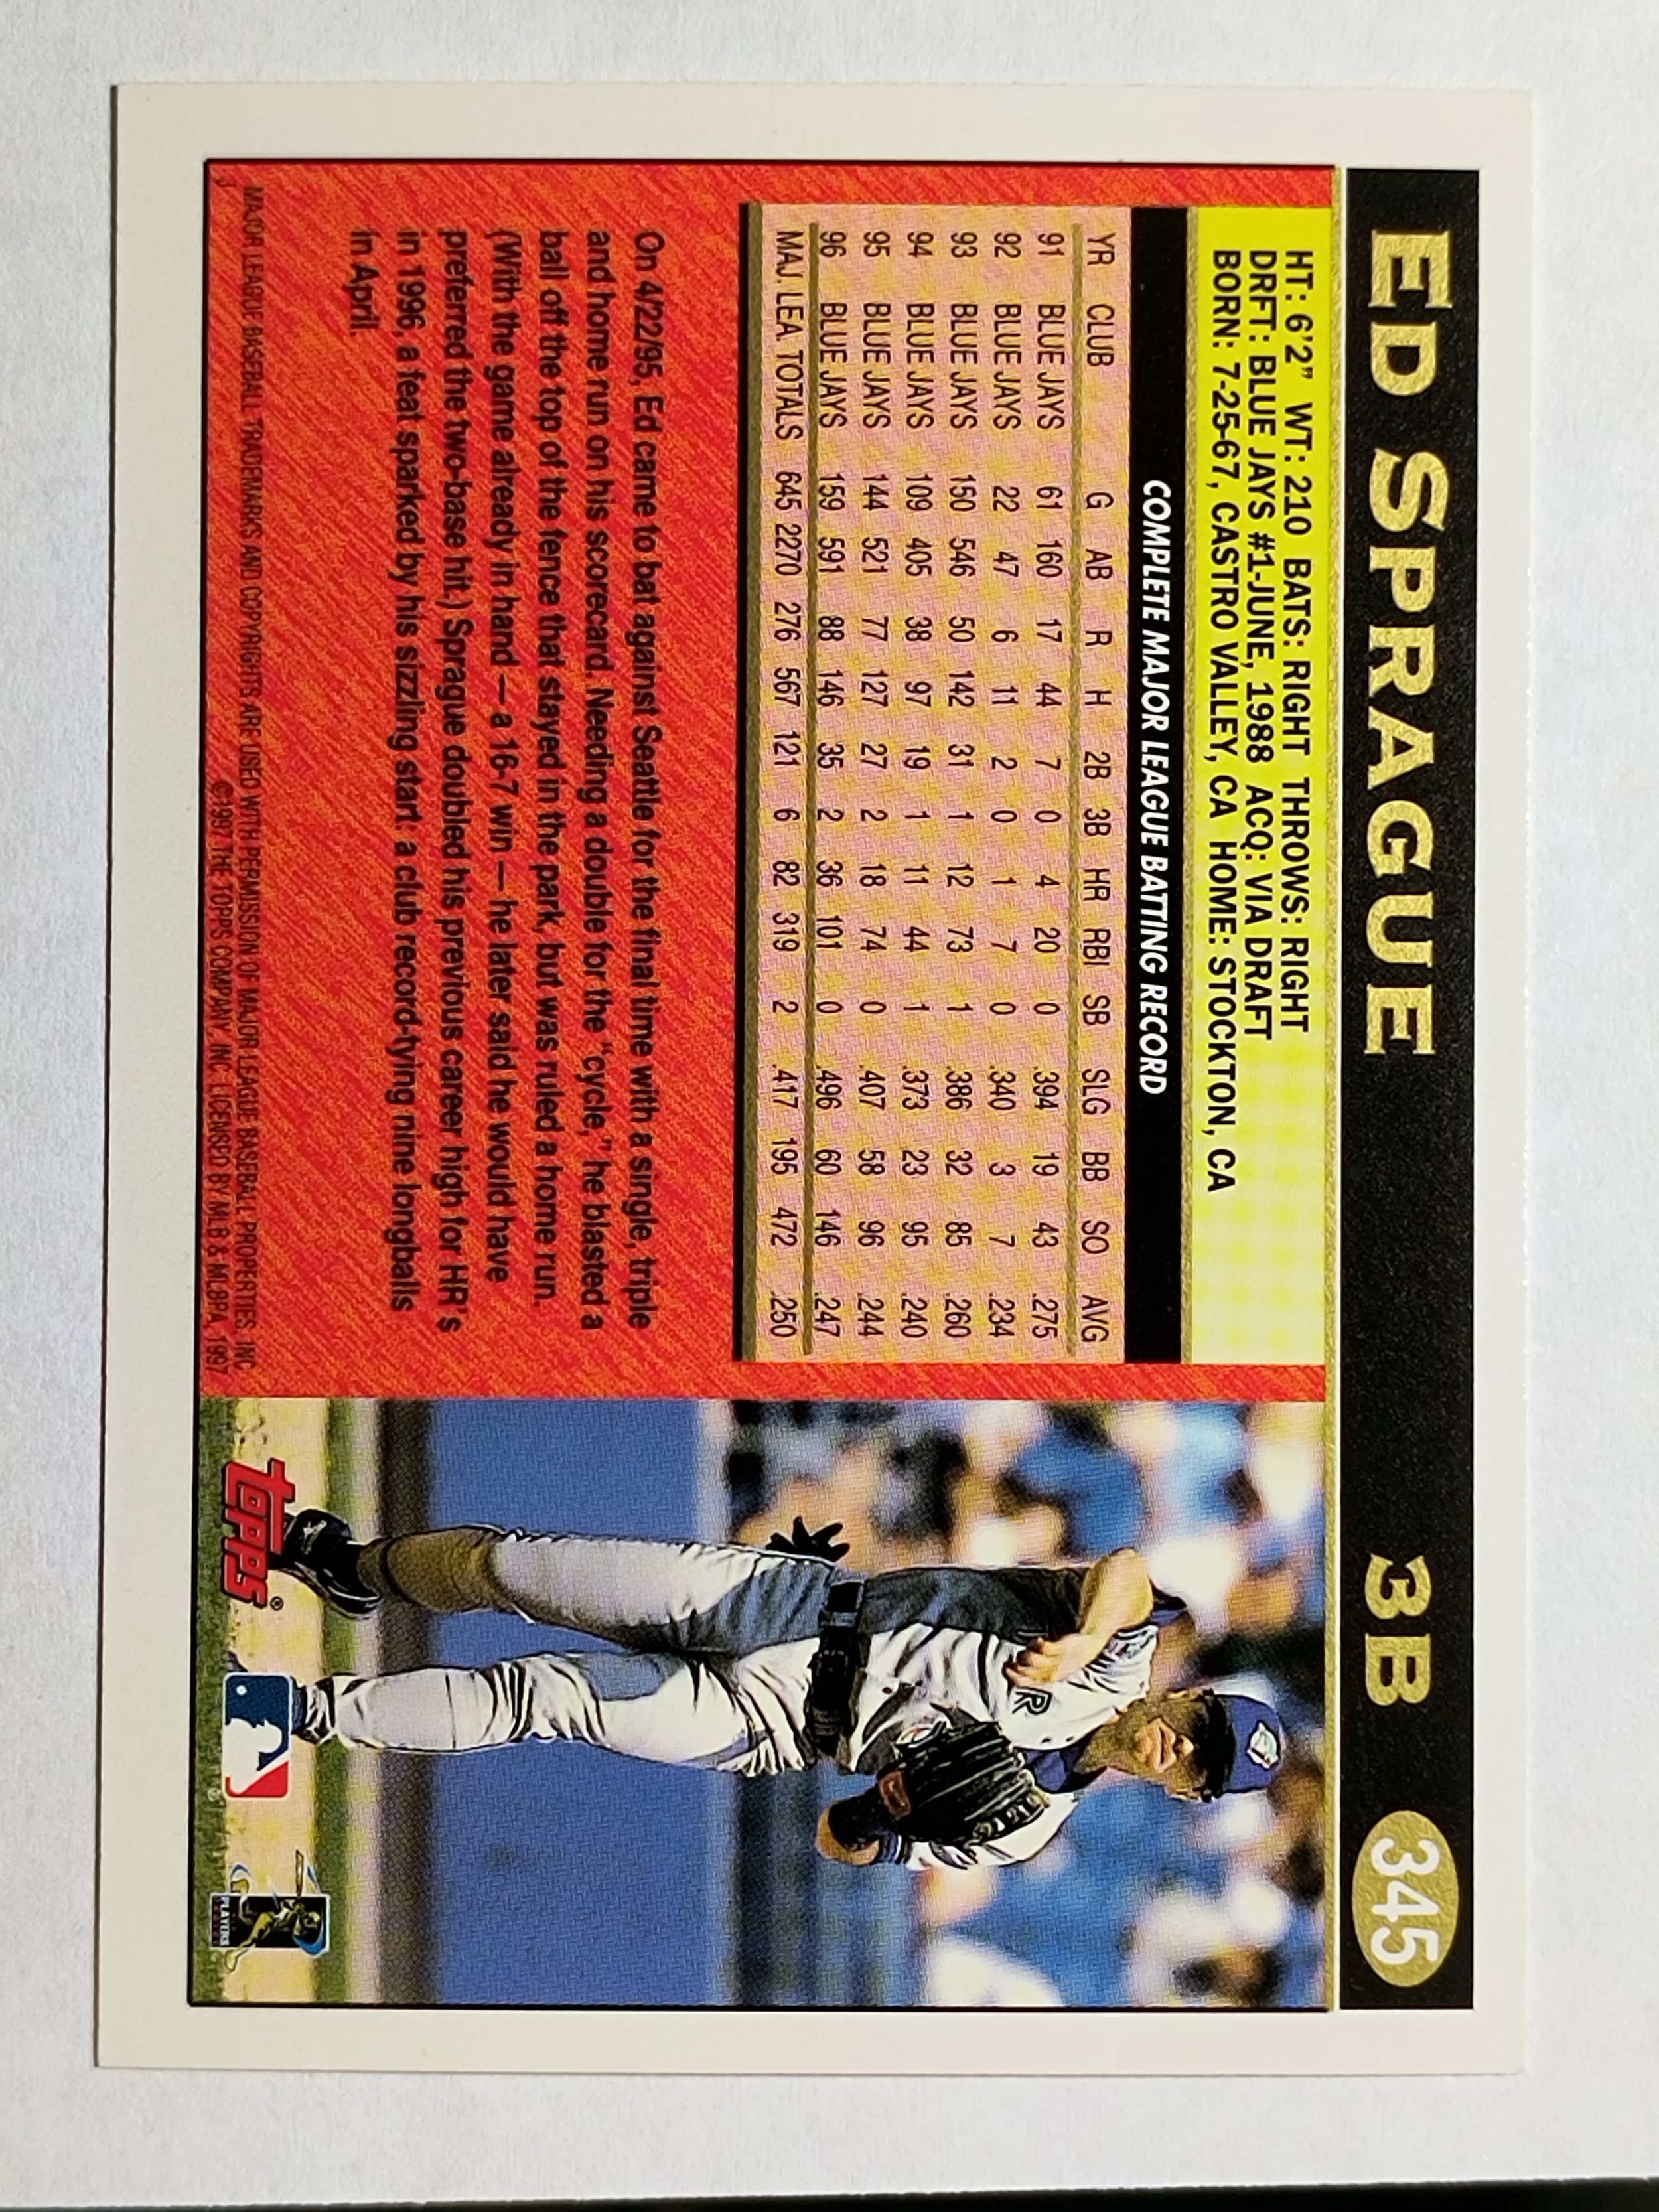 ED SPRAGUE 3B 345
HT: 6'2" WT: 210 BATS: RIGHT THROWS: RIGHT
DRFT: BLUE JAYS #1-JUNE, 1988 ACQ: VIA DRAFT
BORN: 7-25-67, CASTRO VALLEY, CA HOME: STOCKTON, CA
COMPLETE MAJOR LEAGUE BATTING RECORD
YR CLUB G AB R H 2B 3B HR RBI SB SLG BB SO AVG
91 BLUE JAYS 61 160 17 44 7 0 4 20 0 .394 19 43 .275
92 BLUE JAYS 22 47 6 11 2 0 1 7 0 .340 3 7 .234
93 BLUE JAYS 150 546 50 142 31 1 12 73 1 .386 32 85 .260
94 BLUE JAYS 109 405 38 97 19 1 11 44 1 .373 23 95 .240
95 BLUE JAYS 144 521 77 127 27 2 18 74 0 .407 58 96 .244
96 BLUE JAYS 159 591 88 146 35 2 36 101 0 .496 60 146 .247
MAJ. LEA. TOTALS 645 2270 276 567 121 6 82 319 2 .417 195 472 .250
On 4/22/95, Ed came to bat against Seattle for the final time with a single, triple
and home run on his scorecard. Needing a double for the "cycle," he blasted a
ball off the top of the fence that stayed in the park, but was ruled a home run.
(With the game already in hand — a 16-7 win — he later said he would have
preferred the two-base hit.) Sprague doubled his previous career high for HR's
in 1996, a feat sparked by his sizzling start: a club record-tying nine longballs
in April.
MAJOR LEAGUE BASEBALL TRADEMARKS AND COPYRIGHTS ARE USED WITH PERMISSION OF MAJOR LEAGUE BASEBALL PROPERTIES, INC.
©1997 THE TOPPS COMPANY, INC. LICENSED BY MLB & MLBPA, 1997
R
topps®
PLAYERS